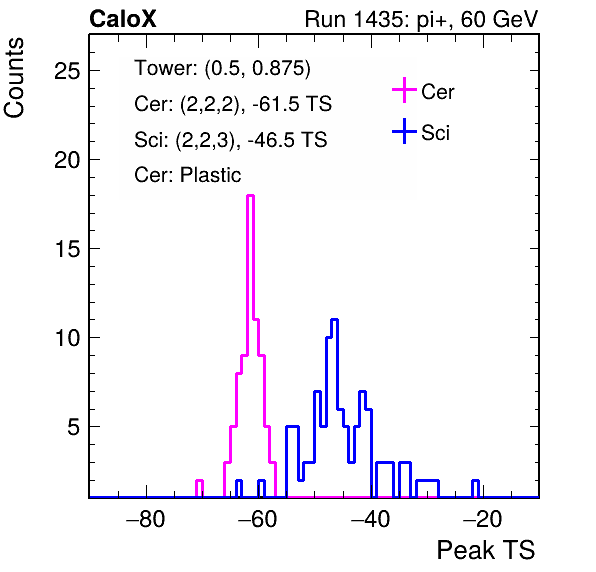 CaloX Run 1435: pi+, 60 GeV
Counts
Tower: (0.5, 0.875)
Cer: (2,2,2), -61.5 TS
Sci: (2,2,3), -46.5 TS
Cer: Plastic
Cer
Sci
25
20
15
10
5
−80 −60 −40 −20
Peak TS